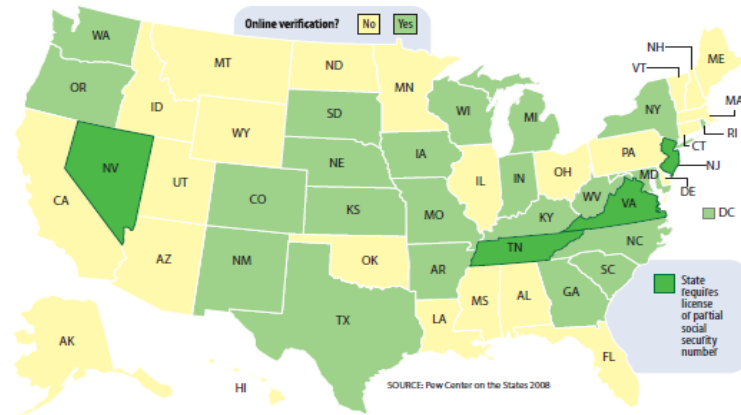 Online verification? No Yes
WA
OR
MT
ID
WY
ND
SD
MN
NE
IA
WI
MI
NV
CA
UT
CO
KS
MO
IL
IN
OH
PA
NY
NH
VT
ME
MA
RI
CT
NJ
MD
DE
DC
WV
VA
KY
TN
NC
SC
GA
AZ
NM
OK
AR
TX
LA
MS
AL
FL
AK
HI
State
requires
license
of partial
social
security
number
SOURCE: Pew Center on the States 2008